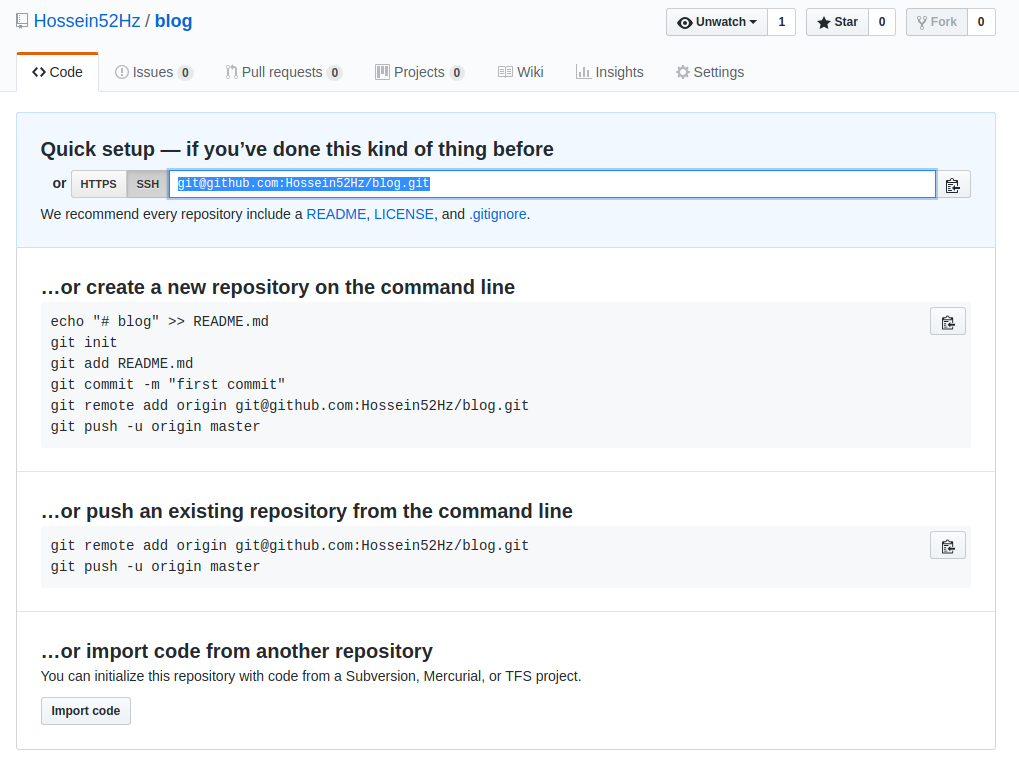 Hossein52Hz / blog
Unwatch 1 Star 0 Fork 0
Code Issues 0 Pull requests 0 Projects 0 Wiki Insights Settings
Quick setup — if you’ve done this kind of thing before
or HTTPS SSH git@github.com:Hossein52Hz/blog.git
We recommend every repository include a README, LICENSE, and .gitignore.
…or create a new repository on the command line
echo "# blog" >> README.md
git init
git add README.md
git commit -m "first commit"
git remote add origin git@github.com:Hossein52Hz/blog.git
git push -u origin master
…or push an existing repository from the command line
git remote add origin git@github.com:Hossein52Hz/blog.git
git push -u origin master
…or import code from another repository
You can initialize this repository with code from a Subversion, Mercurial, or TFS project.
Import code